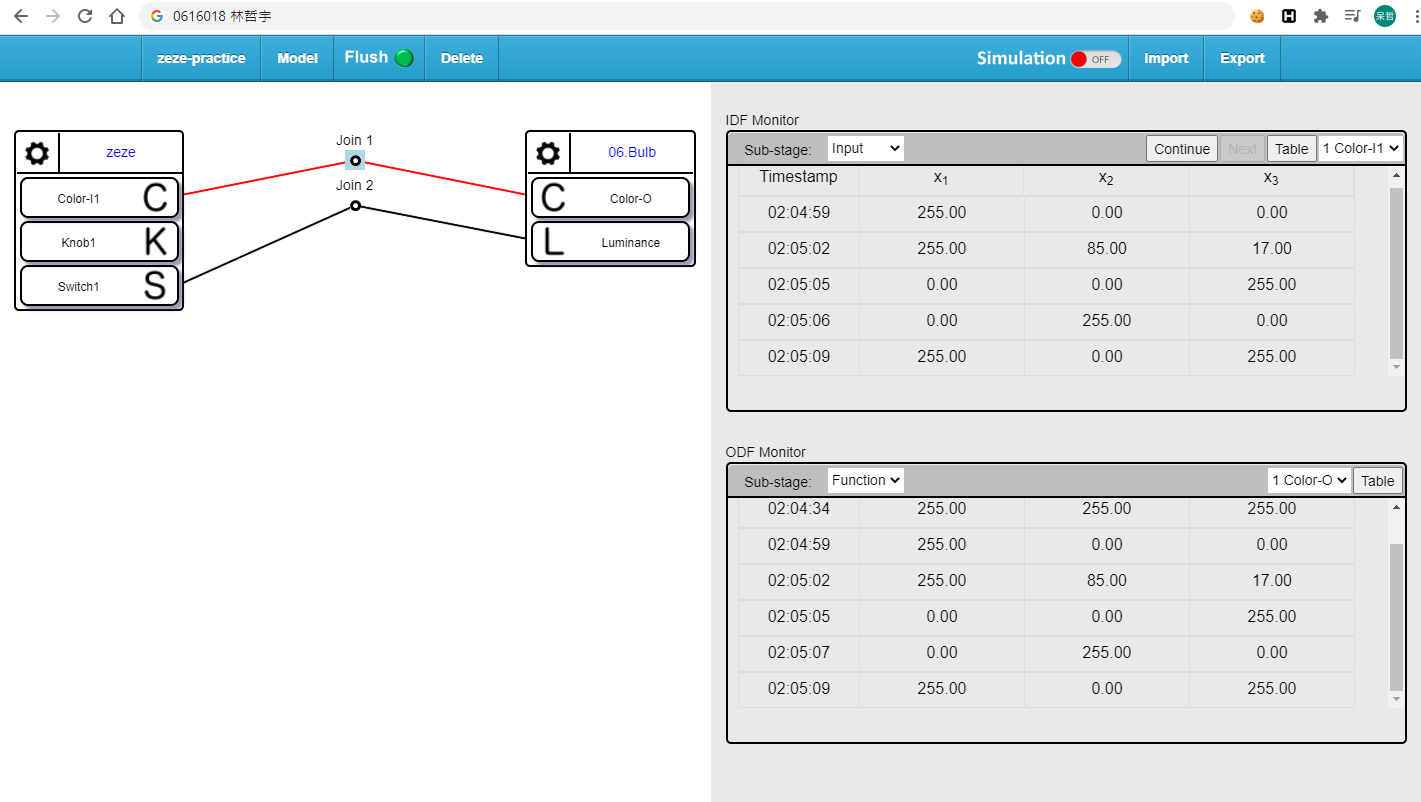 0616018 林哲宇
呆哲
zeze-practice Model Flush Delete Simulation OFF Import Export
zeze
Color-I1 C
Knob1 K
Switch1 S
Join 1
Join 2
06.Bulb
C Color-O
L Luminance
IDF Monitor
Sub-stage: Input Continue Next Table 1 Color-I1
Timestamp x1 x2 x3
02:04:59 255.00 0.00 0.00
02:05:02 255.00 85.00 17.00
02:05:05 0.00 0.00 255.00
02:05:06 0.00 255.00 0.00
02:05:09 255.00 0.00 255.00
ODF Monitor
Sub-stage: Function 1 Color-O Table
02:04:34 255.00 255.00 255.00
02:04:59 255.00 0.00 0.00
02:05:02 255.00 85.00 17.00
02:05:05 0.00 0.00 255.00
02:05:07 0.00 255.00 0.00
02:05:09 255.00 0.00 255.00